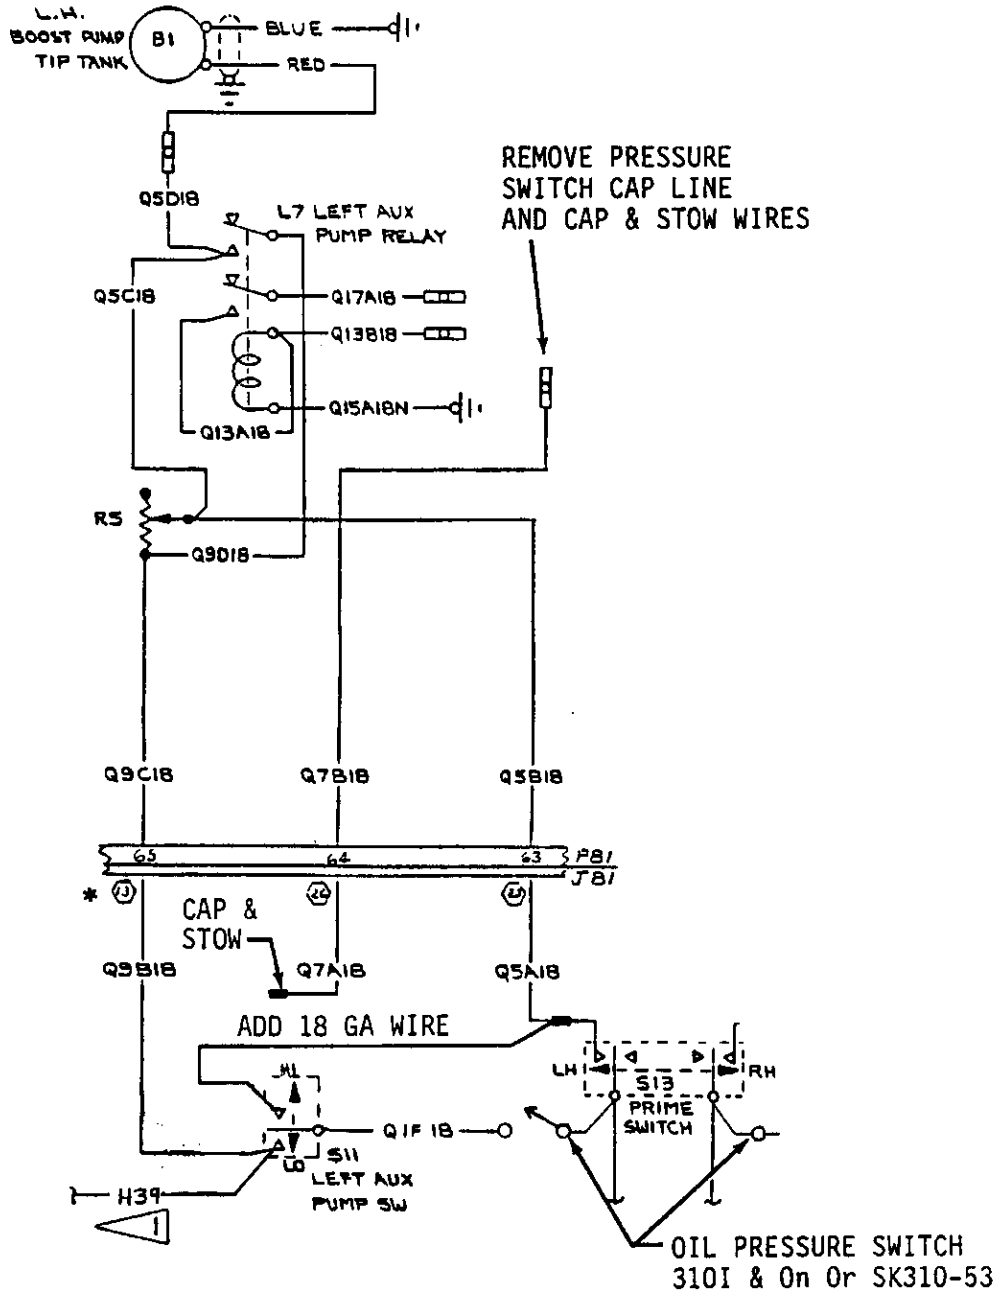 L.H.
BOOST PUMP
TIP TANK
B1
BLUE
RED
REMOVE PRESSURE
SWITCH CAP LINE
AND CAP & STOW WIRES
Q5D18
L7 LEFT AUX
PUMP RELAY
Q5C18
Q17A18
Q13B18
Q15A18N
Q13A18
R5
Q9D18
Q9C18
Q7B18
Q5B18
65
64
63
P81
J81
*
CAP &
STOW
Q9B18
Q7A18
Q5A18
ADD 18 GA WIRE
HI
LO
Q1F 18
S11
LEFT AUX
PUMP SW
LH
RH
S13
PRIME
SWITCH
H39
1
OIL PRESSURE SWITCH
310I & On Or SK310-53